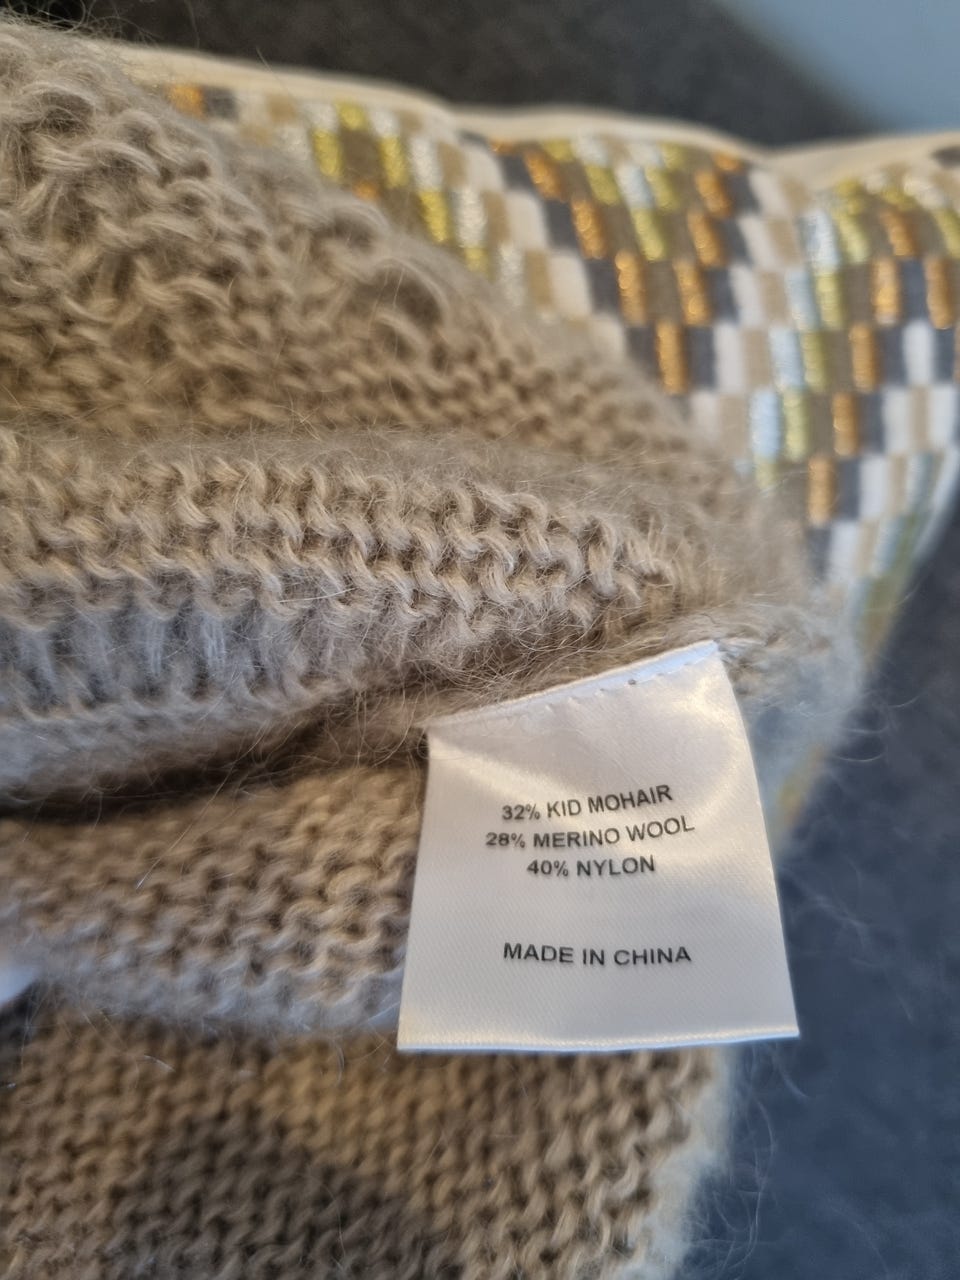 32% KID MOHAIR
28% MERINO WOOL
40% NYLON
MADE IN CHINA